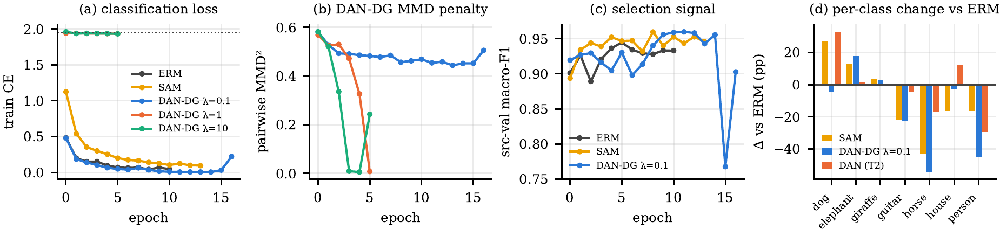 (a) classification loss
train CE
2.0
1.5
1.0
0.5
0.0
ERM
SAM
DAN-DG λ=0.1
DAN-DG λ=1
DAN-DG λ=10
0 5 10 15
epoch
(b) DAN-DG MMD penalty
pairwise MMD²
0.6
0.4
0.2
0.0
0 5 10 15
epoch
(c) selection signal
src-val macro-F1
0.95
0.90
0.85
0.80
0.75
ERM
SAM
DAN-DG λ=0.1
0 5 10 15
epoch
(d) per-class change vs ERM
Δ vs ERM (pp)
20
0
−20
−40
SAM
DAN-DG λ=0.1
DAN (T2)
dog
elephant
giraffe
guitar
horse
house
person